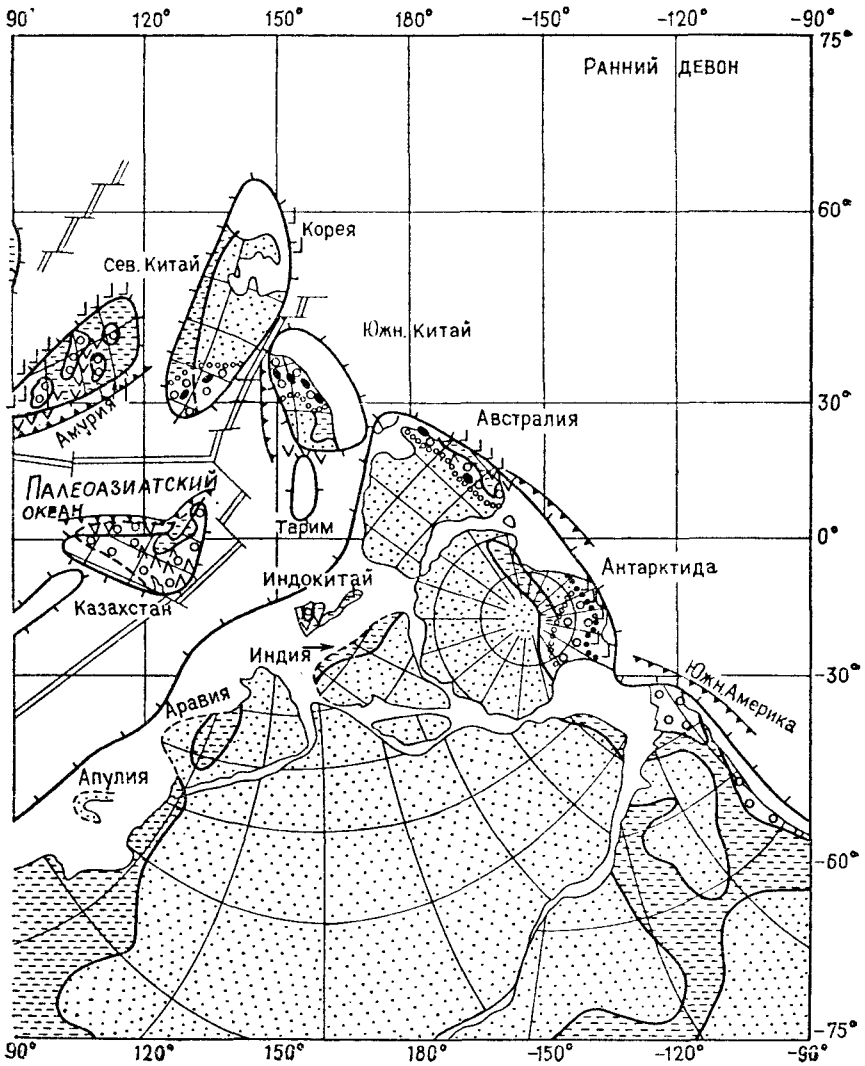 90° 120° 150° 180° -150° -120° -90°
75°
РАННИЙ ДЕВОН
60°
Корея
Сев. Китай
Южн. Китай
30°
Австралия
Амурия
ПАЛЕОАЗИАТСКИЙ
ОКЕАН
Тарим
0°
Индокитай
Антарктида
Казахстан
Индия
-30°
Южн. Америка
Аравия
Апулия
-60°
-75°
90° 120° 150° 180° -150° -120° -90°